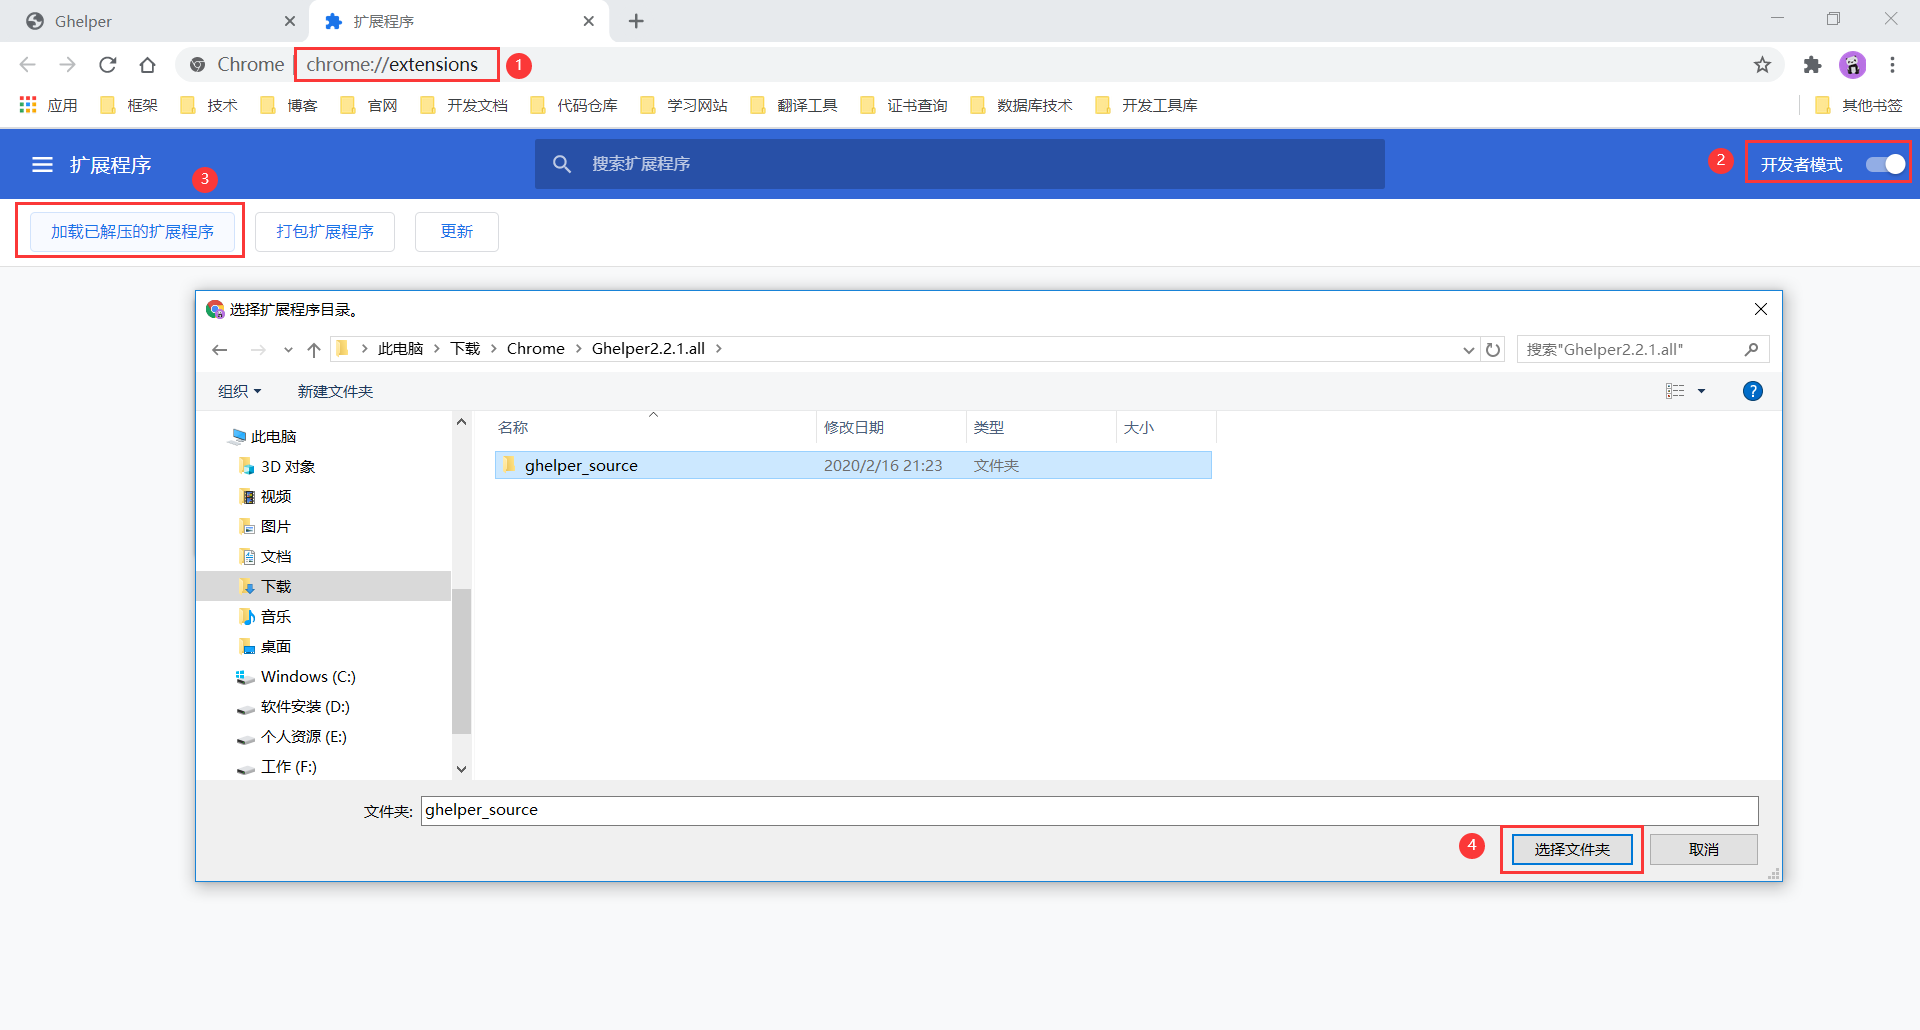 Ghelper
扩展程序
Chrome
chrome://extensions
1
应用
框架
技术
博客
官网
开发文档
代码仓库
学习网站
翻译工具
证书查询
数据库技术
开发工具库
其他书签
扩展程序
3
搜索扩展程序
2
开发者模式
加载已解压的扩展程序
打包扩展程序
更新
选择扩展程序目录。
此电脑
下载
Chrome
Ghelper2.2.1.all
搜索"Ghelper2.2.1.all"
组织
新建文件夹
?
名称
修改日期
类型
大小
此电脑
3D 对象
视频
图片
文档
下载
音乐
桌面
Windows (C:)
软件安装 (D:)
个人资源 (E:)
工作 (F:)
ghelper_source
2020/2/16 21:23
文件夹
文件夹:
ghelper_source
4
选择文件夹
取消